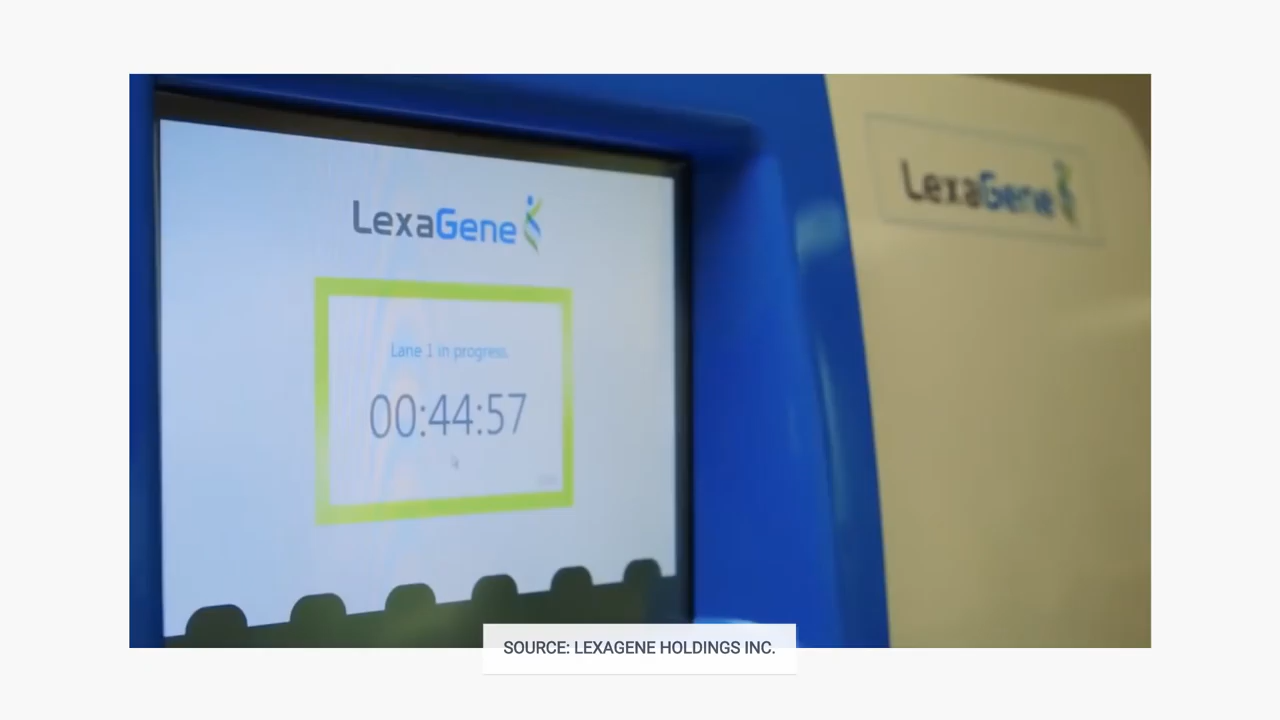 LexaGene
LexaGene
Lane 1 in progress.
00:44:57
SOURCE: LEXAGENE HOLDINGS INC.